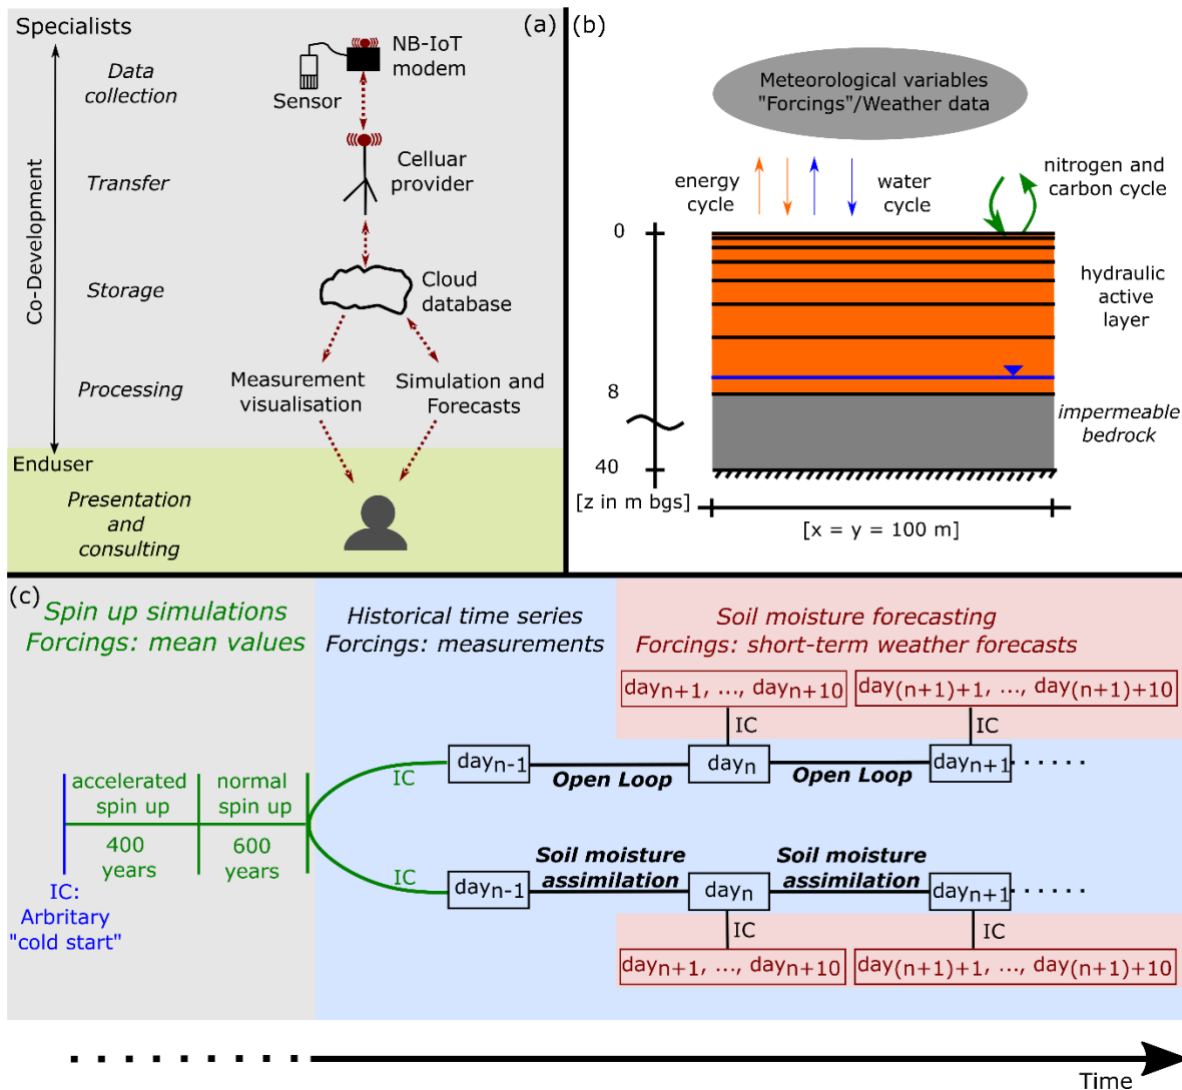 Specialists
(a)
Data
collection
Sensor
NB-IoT
modem
Co-Development
Transfer
Celluar
provider
Storage
Cloud
database
Processing
Measurement
visualisation
Simulation and
Forecasts
Enduser
Presentation
and
consulting
(b)
Meteorological variables
"Forcings"/Weather data
energy
cycle
water
cycle
nitrogen and
carbon cycle
0
8
40
[z in m bgs]
hydraulic
active
layer
impermeable
bedrock
[x = y = 100 m]
(c)
Spin up simulations
Forcings: mean values
Historical time series
Forcings: measurements
Soil moisture forecasting
Forcings: short-term weather forecasts
dayn+1, ..., dayn+10
day(n+1)+1, ..., day(n+1)+10
IC
IC
IC
dayn-1
Open Loop
dayn
Open Loop
dayn+1
accelerated
spin up
normal
spin up
400
years
600
years
IC:
Arbritary
"cold start"
IC
dayn-1
Soil moisture
assimilation
dayn
Soil moisture
assimilation
dayn+1
IC
IC
dayn+1, ..., dayn+10
day(n+1)+1, ..., day(n+1)+10
Time